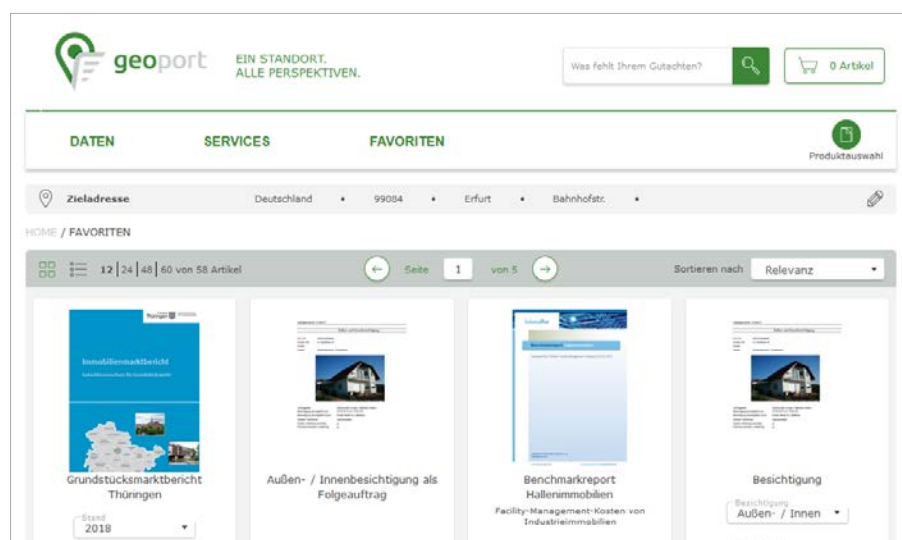 geoport
EIN STANDORT.
ALLE PERSPEKTIVEN.
Was fehlt Ihrem Gutachten?
0 Artikel
DATEN
SERVICES
FAVORITEN
Produktauswahl
Zieladresse
Deutschland • 99084 • Erfurt • Bahnhofstr. •
HOME / FAVORITEN
12 | 24 | 48 | 60 von 58 Artikel
Seite 1 von 5
Sortieren nach Relevanz
Immobilienmarktbericht
Grundstücksmarktbericht
Thüringen
Stand
2018
Außen- / Innenbesichtigung als
Folgeauftrag
Benchmarkreport Hallenimmobilien
Benchmarkreport
Hallenimmobilien
Facility-Management-Kosten von
Industrieimmobilien
Besichtigung
Besichtigung
Außen- / Innen